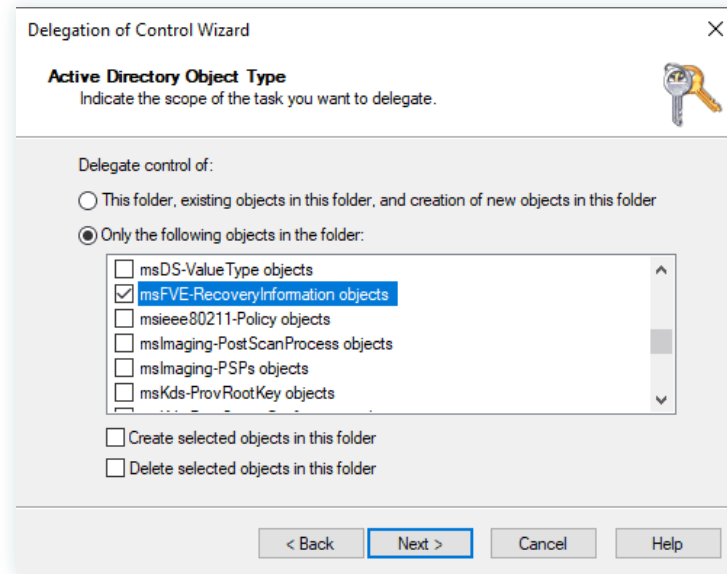 Delegation of Control Wizard
Active Directory Object Type
Indicate the scope of the task you want to delegate.
Delegate control of:
This folder, existing objects in this folder, and creation of new objects in this folder
Only the following objects in the folder:
msDS-ValueType objects
msFVE-RecoveryInformation objects
msieee80211-Policy objects
msImaging-PostScanProcess objects
msImaging-PSPs objects
msKds-ProvRootKey objects
Create selected objects in this folder
Delete selected objects in this folder
< Back Next > Cancel Help